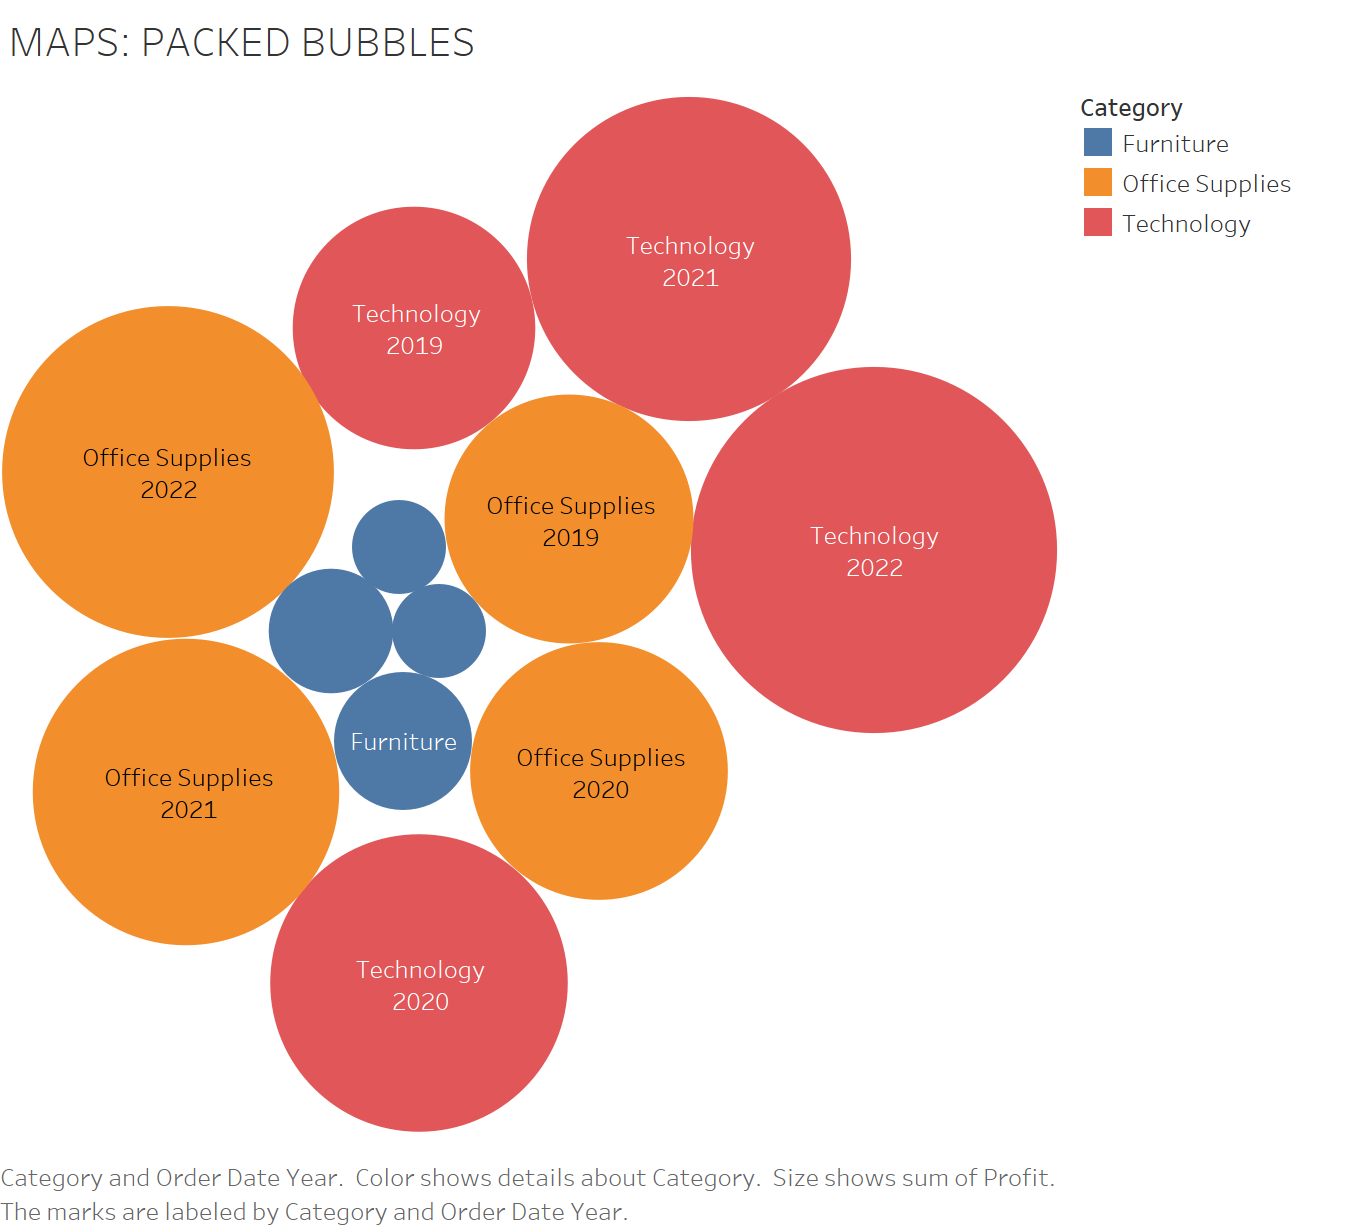 MAPS: PACKED BUBBLES
Category
Furniture
Office Supplies
Technology
Technology
2021
Technology
2019
Office Supplies
2022
Office Supplies
2019
Technology
2022
Furniture
Office Supplies
2020
Office Supplies
2021
Technology
2020
Category and Order Date Year.  Color shows details about Category.  Size shows sum of Profit.
The marks are labeled by Category and Order Date Year.